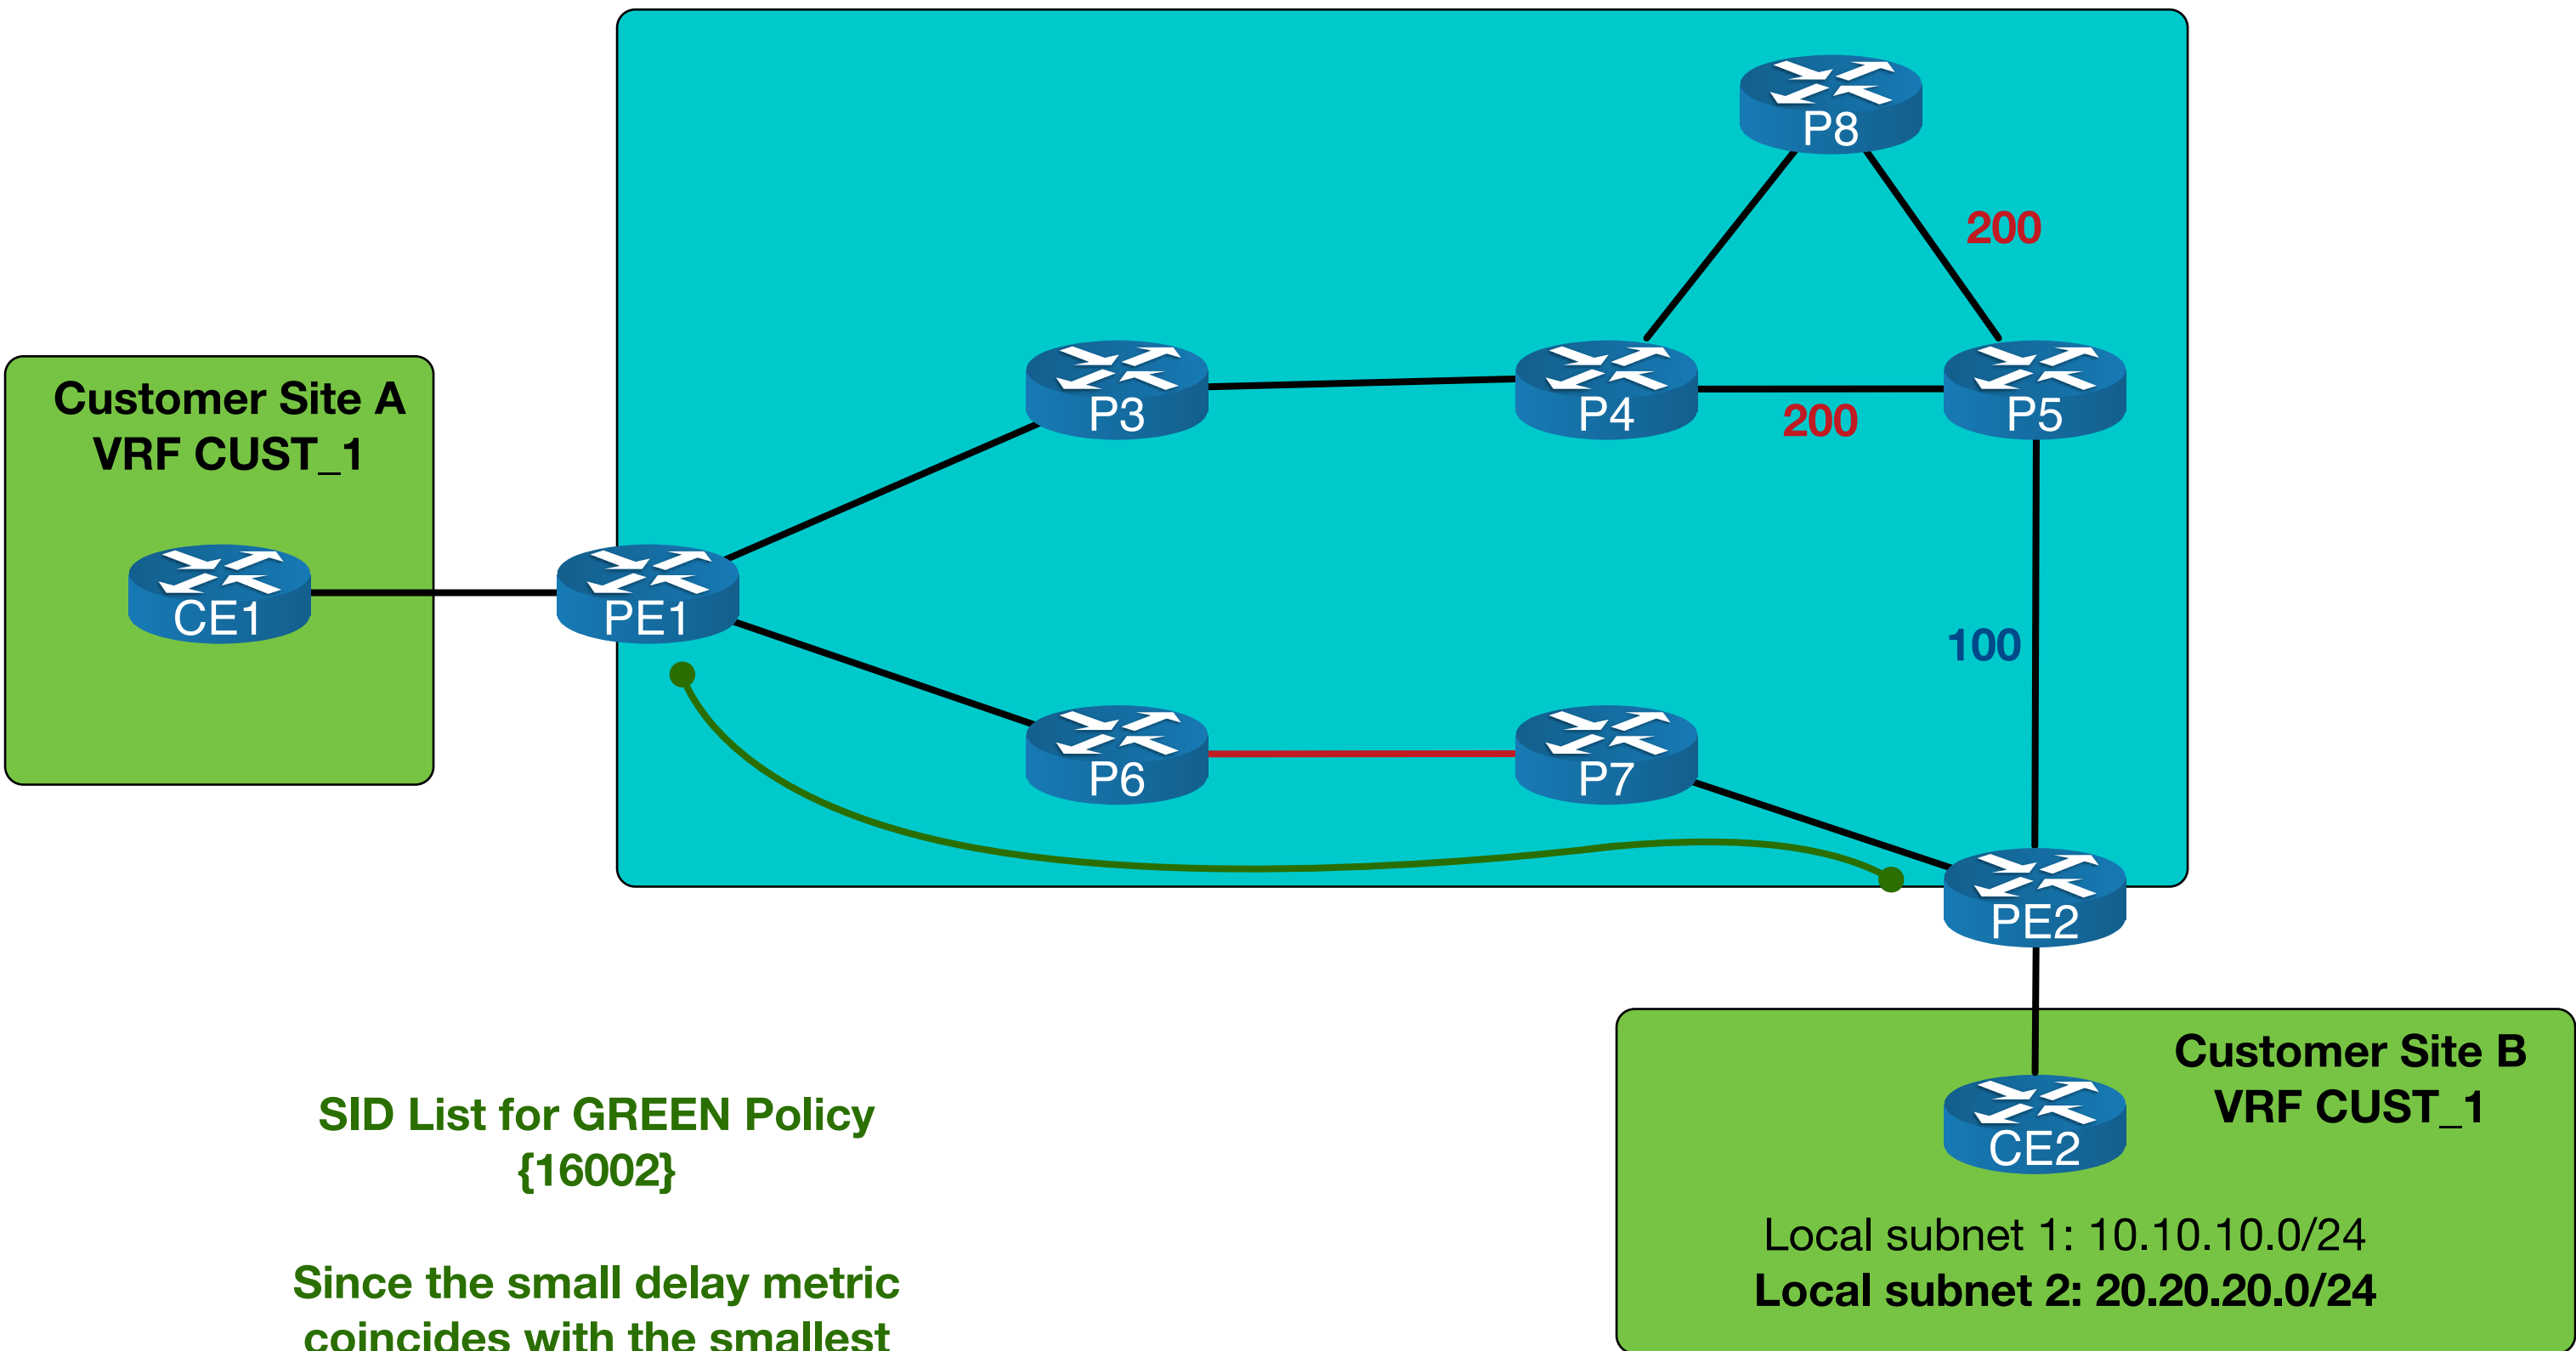 P8
200
Customer Site A
VRF CUST_1
P3
P4
200
P5
CE1
PE1
100
P6
P7
PE2
SID List for GREEN Policy
{16002}
Since the small delay metric
coincides with the smallest
Customer Site B
VRF CUST_1
CE2
Local subnet 1: 10.10.10.0/24
Local subnet 2: 20.20.20.0/24